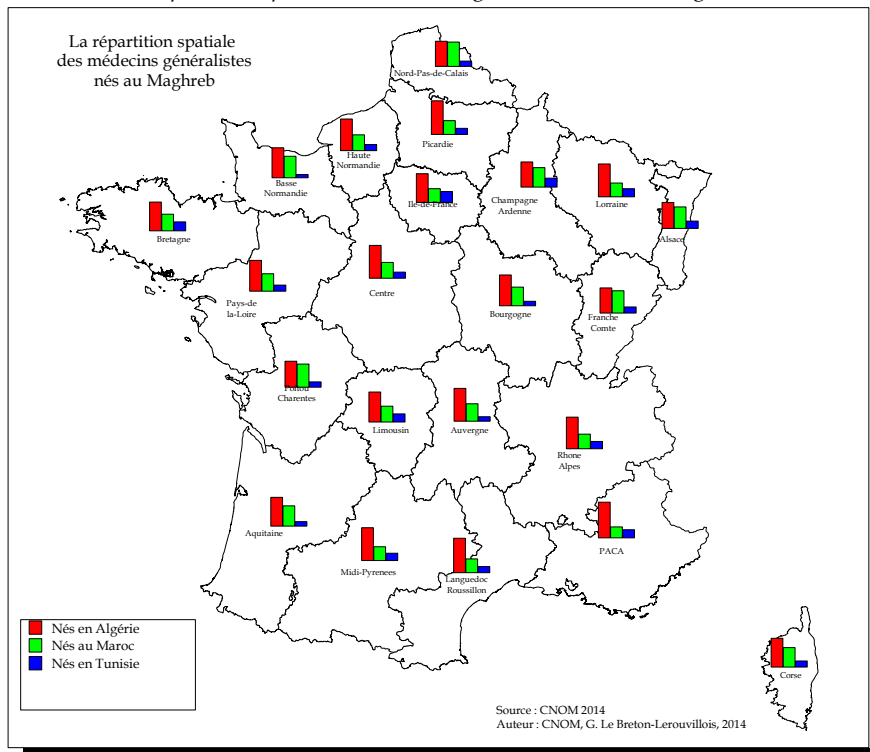 La répartition spatiale
des médecins généralistes
nés au Maghreb
Nord-Pas-de-Calais
Picardie
Haute
Normandie
Basse
Normandie
Ile-de-France
Champagne
Ardenne
Lorraine
Alsace
Bretagne
Pays-de
la-Loire
Centre
Bourgogne
Franche
Comte
Poitou
Charentes
Limousin
Auvergne
Rhone
Alpes
Aquitaine
Midi-Pyrenees
Languedoc
Roussillon
PACA
Corse
Nés en Algérie
Nés au Maroc
Nés en Tunisie
Source : CNOM 2014
Auteur : CNOM, G. Le Breton-Lerouvillois, 2014